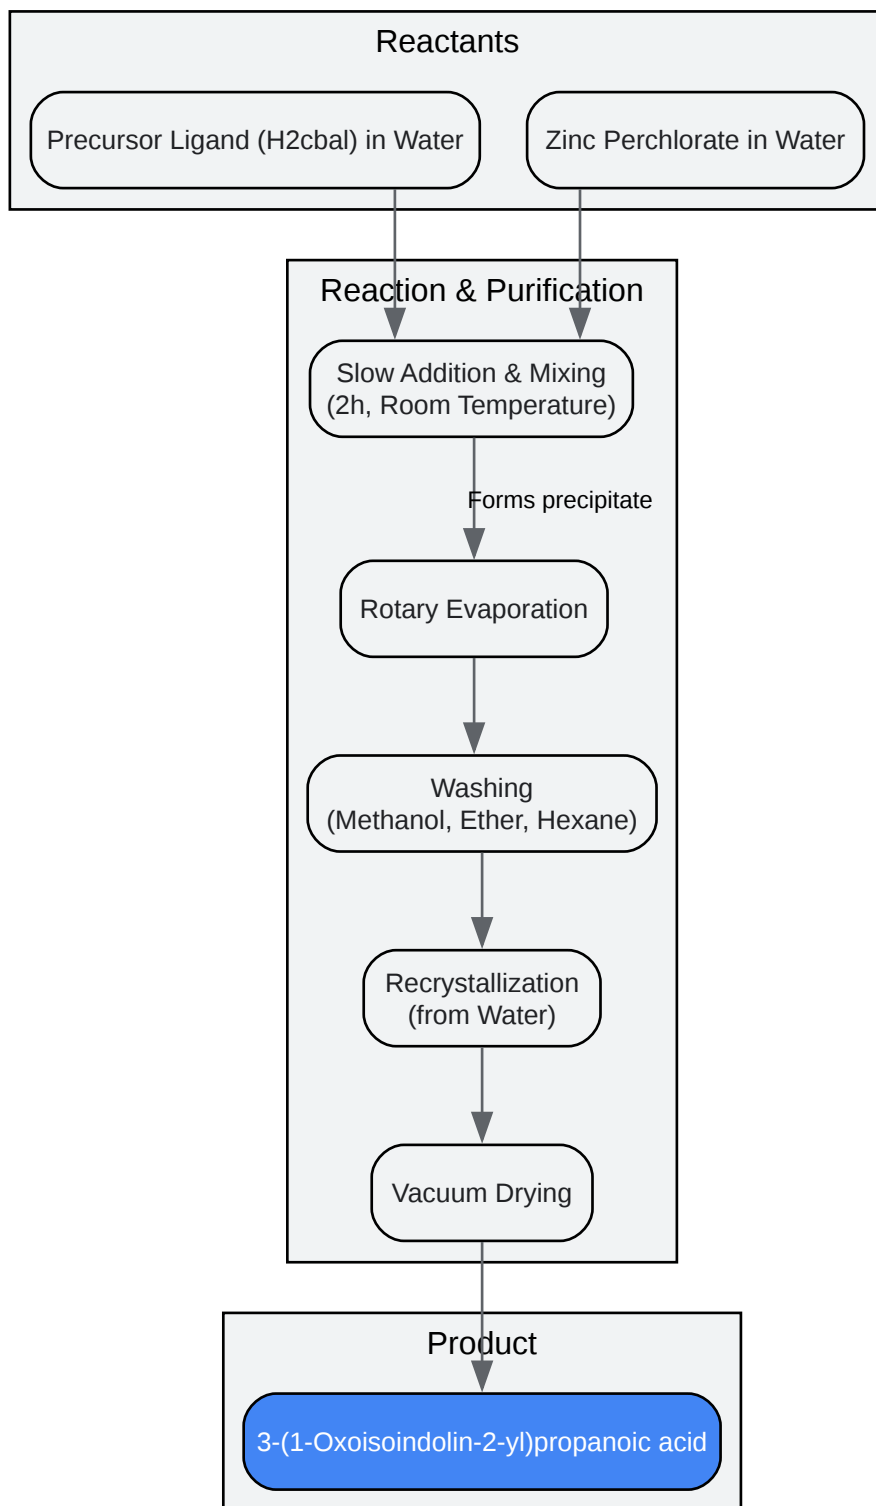 Reactants
Precursor Ligand (H2cbal) in Water
Zinc Perchlorate in Water
Reaction & Purification
Slow Addition & Mixing
(2h, Room Temperature)
Forms precipitate
Rotary Evaporation
Washing
(Methanol, Ether, Hexane)
Recrystallization
(from Water)
Vacuum Drying
Product
3-(1-Oxoisoindolin-2-yl)propanoic acid